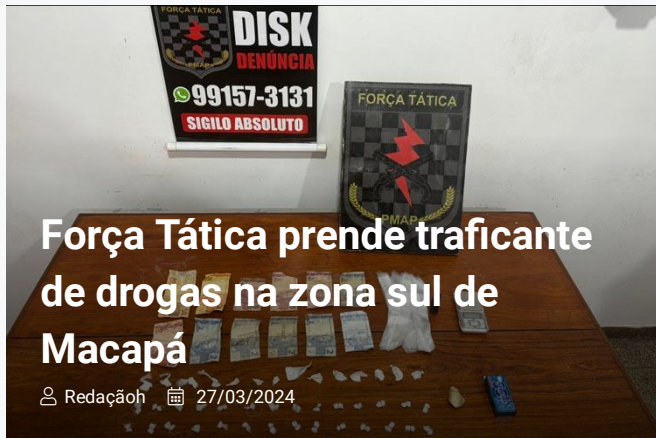 FORÇA TÁTICA
PMAP
DISK
DENÚNCIA
99157-3131
SIGILO ABSOLUTO
FORÇA TÁTICA
PMAP
Força Tática prende traficante
de drogas na zona sul de
Macapá
Redaçãoh 27/03/2024